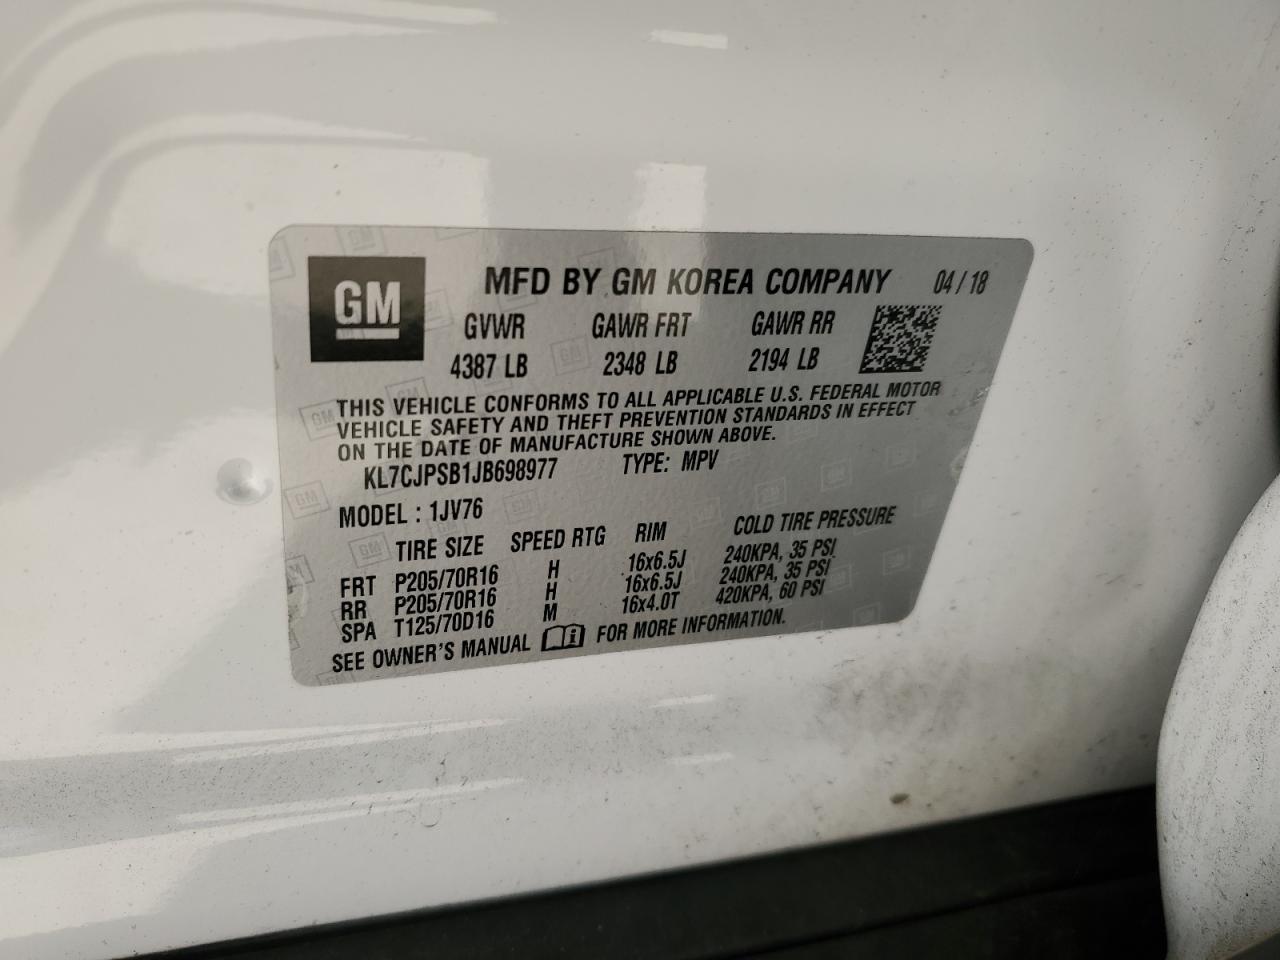 GM
MFD BY GM KOREA COMPANY 04/18
GVWR GAWR FRT GAWR RR
4387 LB 2348 LB 2194 LB
THIS VEHICLE CONFORMS TO ALL APPLICABLE U.S. FEDERAL MOTOR
VEHICLE SAFETY AND THEFT PREVENTION STANDARDS IN EFFECT
ON THE DATE OF MANUFACTURE SHOWN ABOVE.
KL7CJPSB1JB698977 TYPE: MPV
MODEL : 1JV76
TIRE SIZE SPEED RTG RIM COLD TIRE PRESSURE
FRT P205/70R16 H 16x6.5J 240KPA, 35 PSI
RR P205/70R16 H 16x6.5J 240KPA, 35 PSI
SPA T125/70D16 M 16x4.0T 420KPA, 60 PSI
SEE OWNER'S MANUAL FOR MORE INFORMATION.